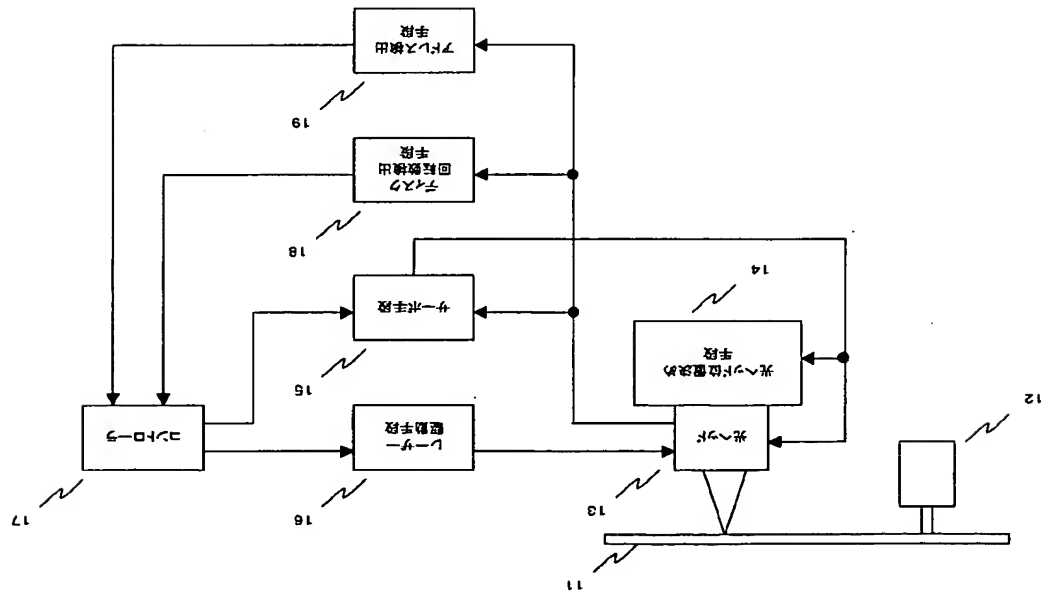 11
12
13
16
17
光ヘッド
レーザー
駆動手段
コントローラ
15
光ヘッド位置決め
手段
サーボ手段
14
18
ディスク
回転数検出
手段
19
アドレス検出
手段